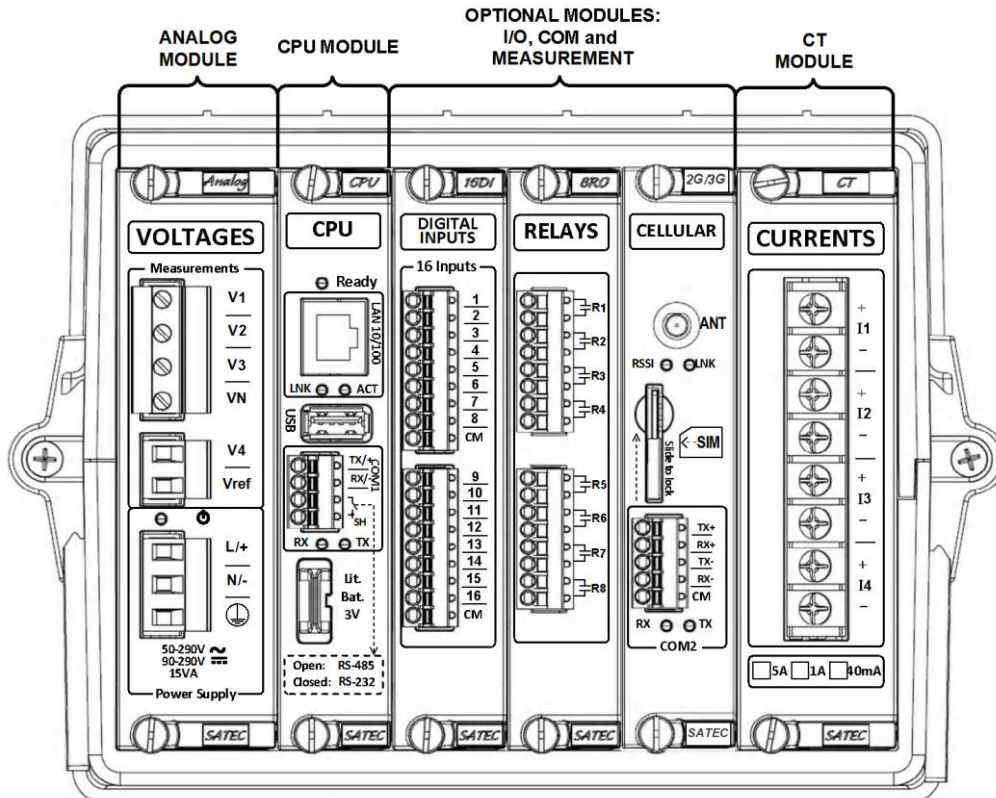 OPTIONAL MODULES:
I/O, COM and
MEASUREMENT
ANALOG
MODULE
CPU MODULE
CT
MODULE
Analog
VOLTAGES
Measurements
V1
V2
V3
VN
V4
Vref
L/+
N/-
50-290V
90-290V
15VA
Power Supply
SATEC
CPU
CPU
Ready
LAN 10/100
LNK
ACT
USB
COM1
TX/+
RX/-
SH
RX
TX
Lit.
Bat.
3V
Open: RS-485
Closed: RS-232
SATEC
16DI
DIGITAL
INPUTS
16 Inputs
1
2
3
4
5
6
7
8
CM
9
10
11
12
13
14
15
16
CM
SATEC
8RO
RELAYS
R1
R2
R3
R4
R5
R6
R7
R8
SATEC
2G/3G
CELLULAR
ANT
RSSI
LNK
SIM
Slide to lock
TX+
RX+
TX-
RX-
CM
RX
TX
COM2
SATEC
CT
CURRENTS
+
I1
-
+
I2
-
+
I3
-
+
I4
-
5A 1A 40mA
SATEC